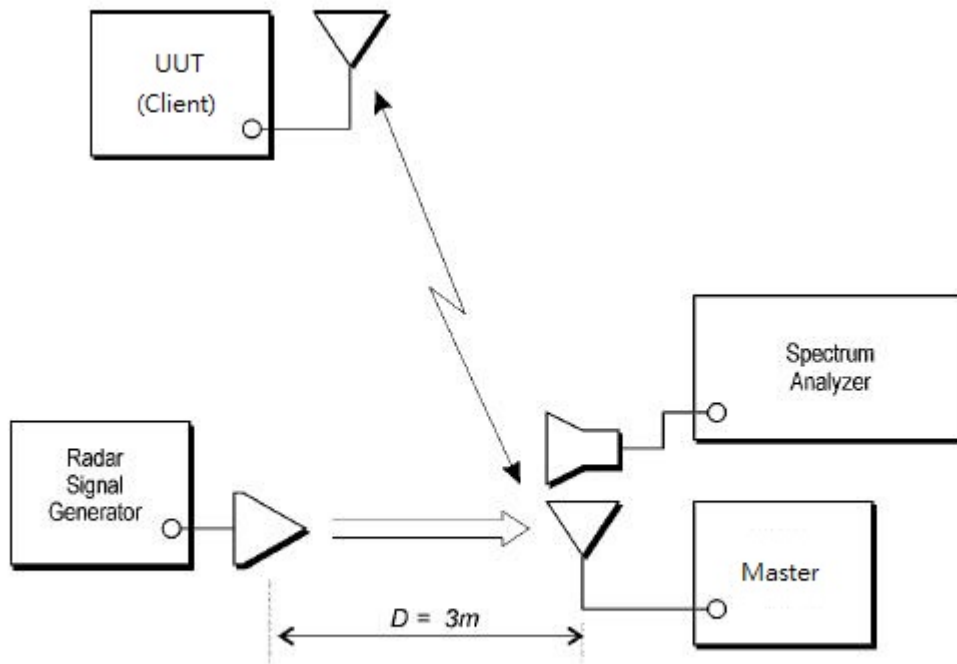 UUT
(Client)
Spectrum
Analyzer
Radar
Signal
Generator
Master
D = 3m